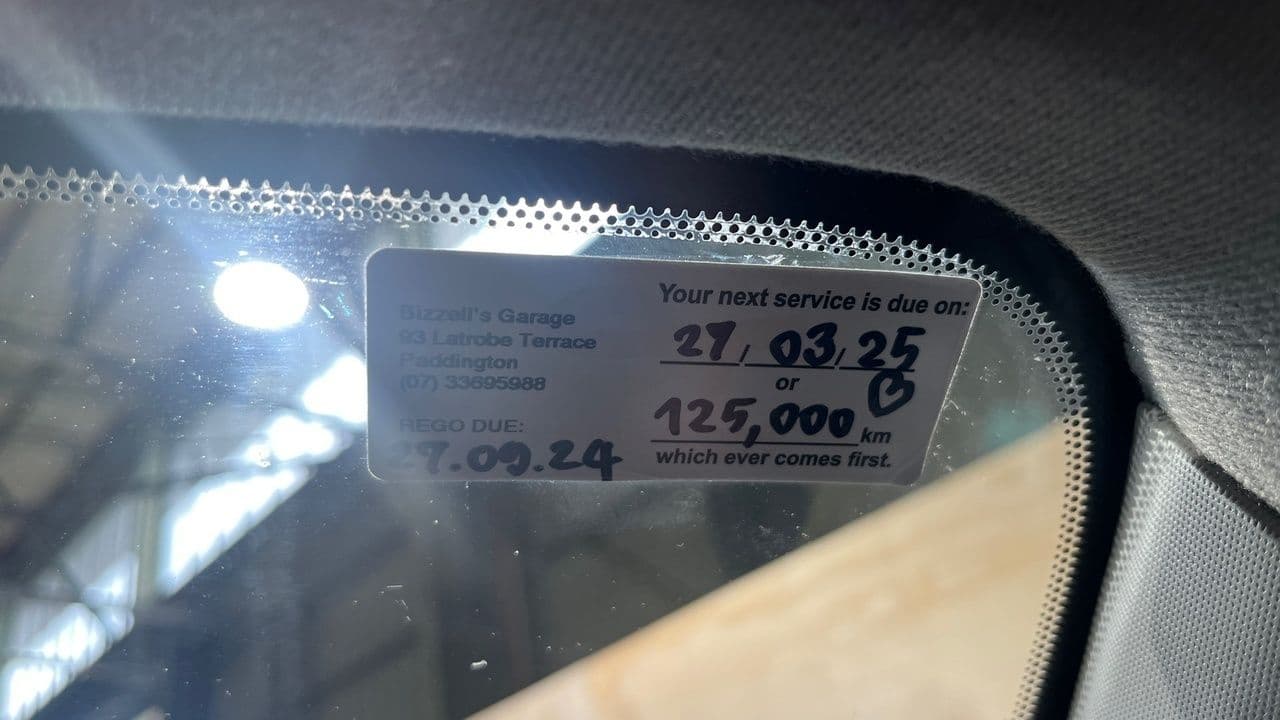 Bizzell's Garage
93 Latrobe Terrace
Paddington
(07) 33695988
REGO DUE:
27.09.24
Your next service is due on:
27/03/25
or
125,000 km
which ever comes first.